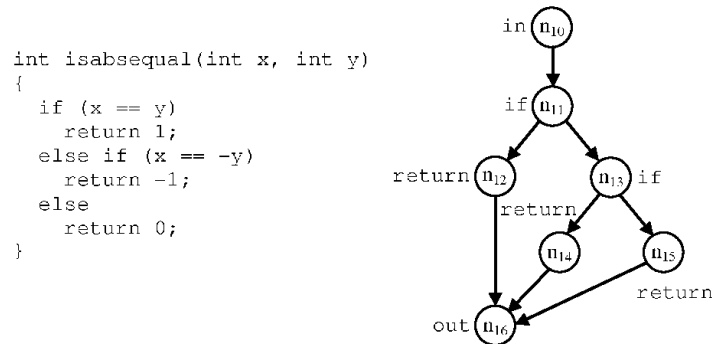 int isabsequal(int x, int y)
{
if (x == y)
return 1;
else if (x == -y)
return -1;
else
return 0;
}
in n10
if n11
return n12
n13 if
return
n14
n15
return
out n16